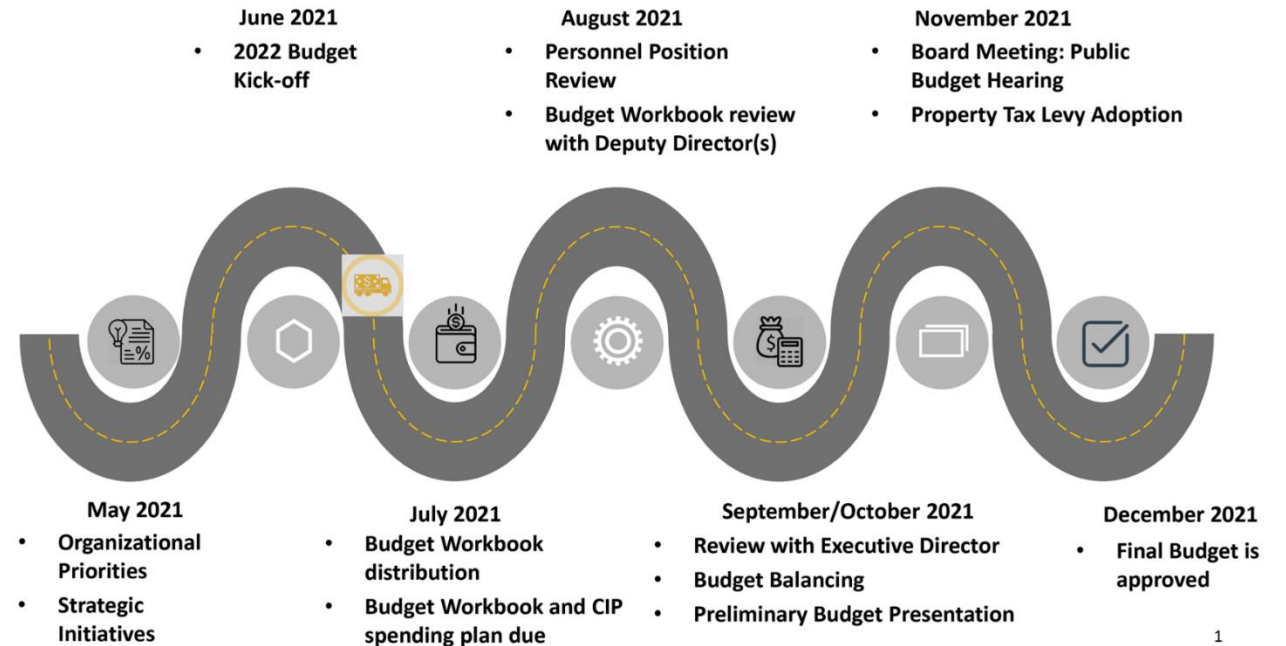 June 2021
• 2022 Budget
Kick-off
August 2021
• Personnel Position
Review
• Budget Workbook review
with Deputy Director(s)
November 2021
• Board Meeting: Public
Budget Hearing
• Property Tax Levy Adoption
May 2021
• Organizational
Priorities
• Strategic
Initiatives
July 2021
• Budget Workbook
distribution
• Budget Workbook and CIP
spending plan due
September/October 2021
• Review with Executive Director
• Budget Balancing
• Preliminary Budget Presentation
December 2021
• Final Budget is
approved
1